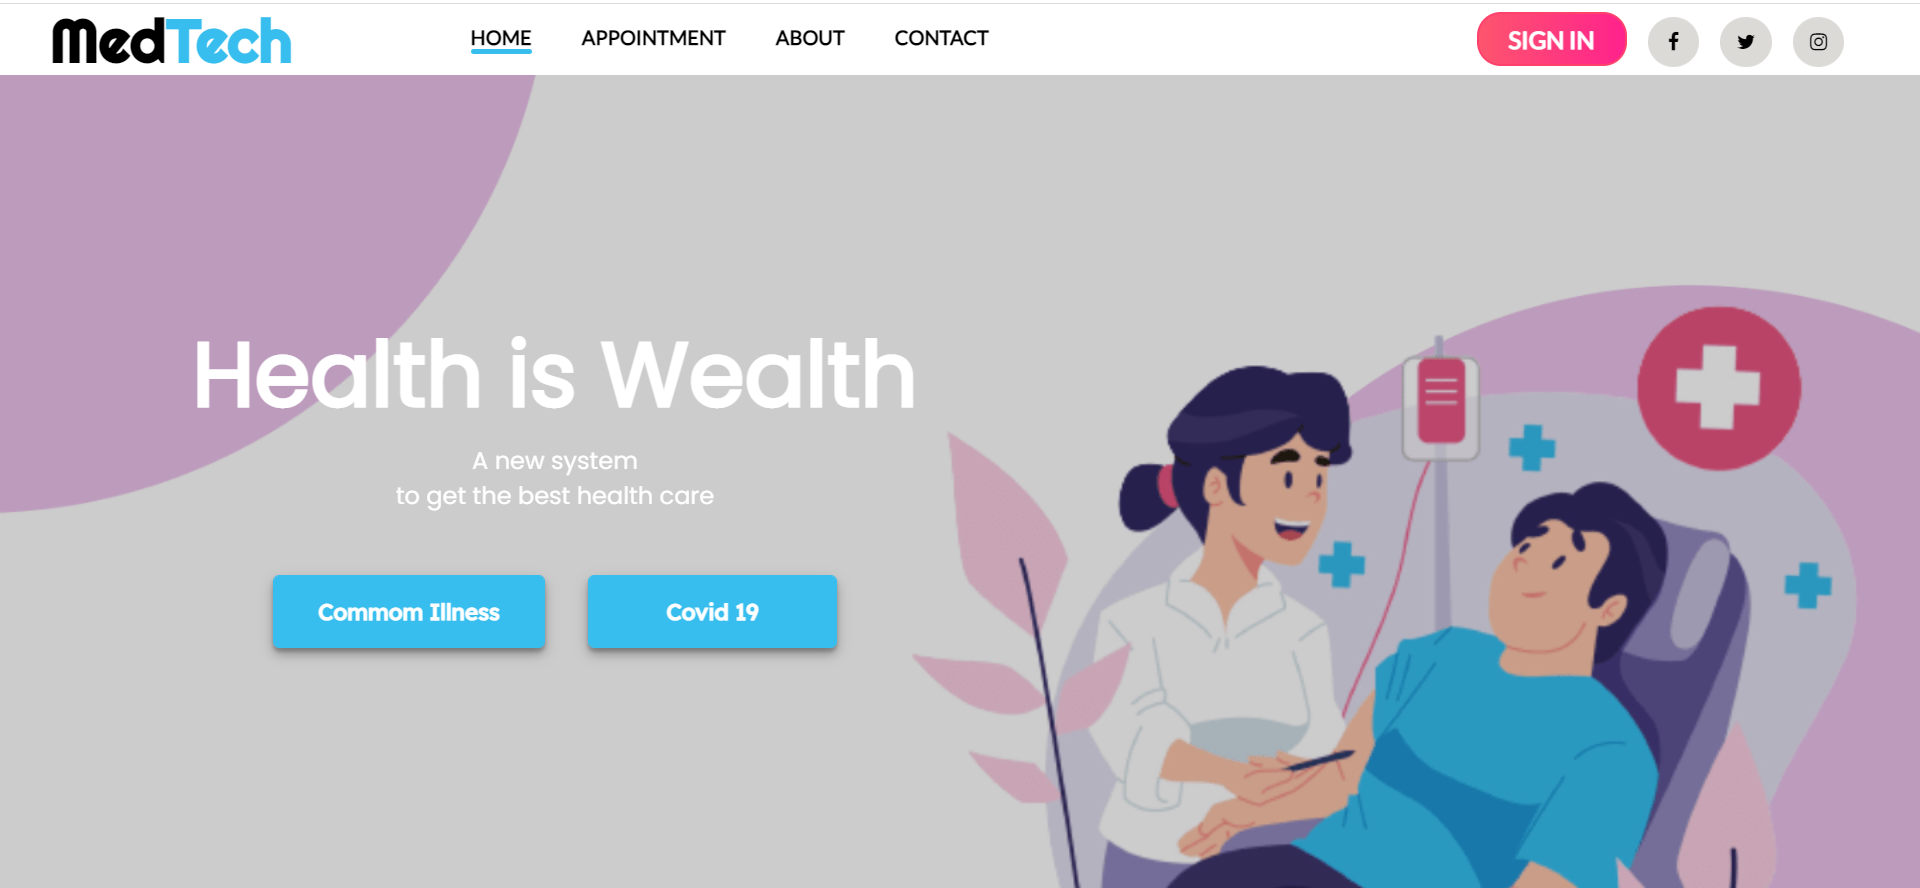 MedTech
HOME APPOINTMENT ABOUT CONTACT
SIGN IN
Health is Wealth
A new system
to get the best health care
Commom Illness
Covid 19